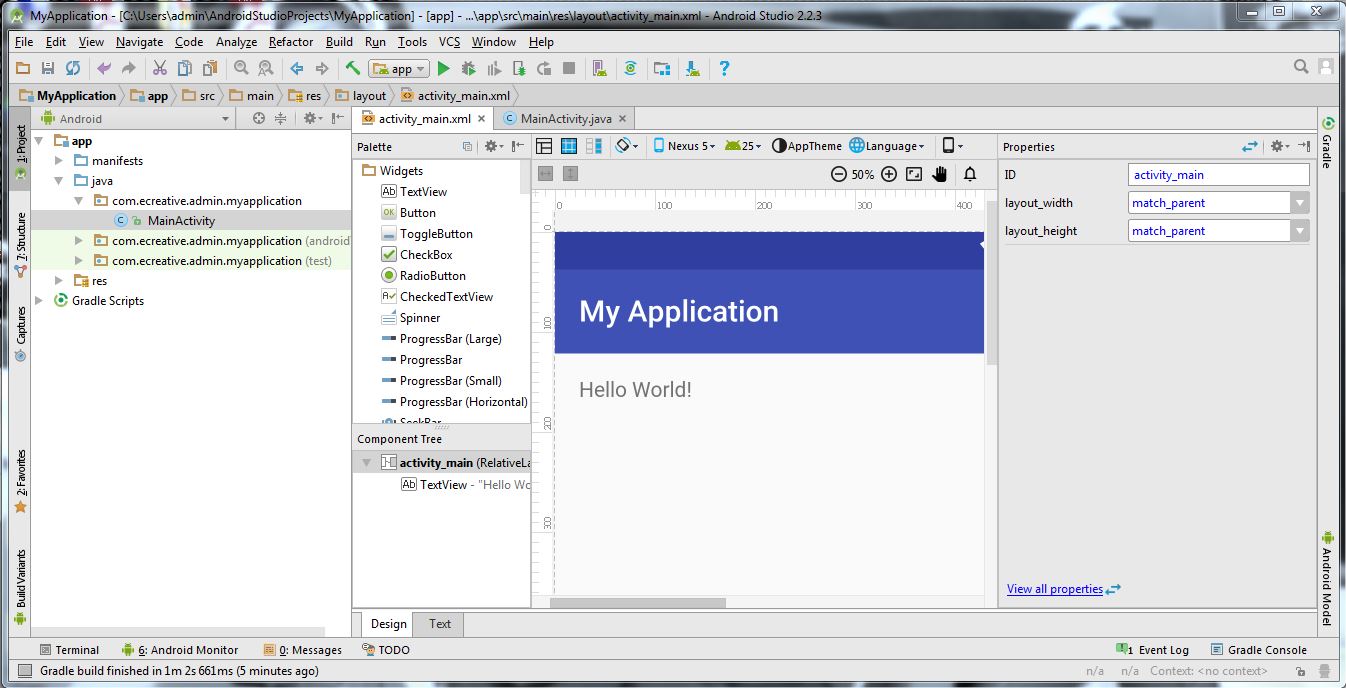 MyApplication - [C:\Users\admin\AndroidStudioProjects\MyApplication] - [app] - ...\app\src\main\res\layout\activity_main.xml - Android Studio 2.2.3
File Edit View Navigate Code Analyze Refactor Build Run Tools VCS Window Help
app
MyApplication app src main res layout activity_main.xml
1: Project
7: Structure
Captures
2: Favorites
Build Variants
Android
app
manifests
java
com.ecreative.admin.myapplication
MainActivity
com.ecreative.admin.myapplication (android
com.ecreative.admin.myapplication (test)
res
Gradle Scripts
activity_main.xml MainActivity.java
Palette
Widgets
Ab TextView
OK Button
ToggleButton
CheckBox
RadioButton
CheckedTextView
Spinner
ProgressBar (Large)
ProgressBar
ProgressBar (Small)
ProgressBar (Horizontal)
SeekBar
Component Tree
activity_main (RelativeLa
Ab TextView - "Hello Wo
Nexus 5 25 AppTheme Language
50%
0 100 200 300 400
0
100
200
300
My Application
Hello World!
Properties
ID activity_main
layout_width match_parent
layout_height match_parent
View all properties
Gradle
Android Model
Design Text
Terminal 6: Android Monitor 0: Messages TODO 1 Event Log Gradle Console
Gradle build finished in 1m 2s 661ms (5 minutes ago) n/a n/a Context: <no context>